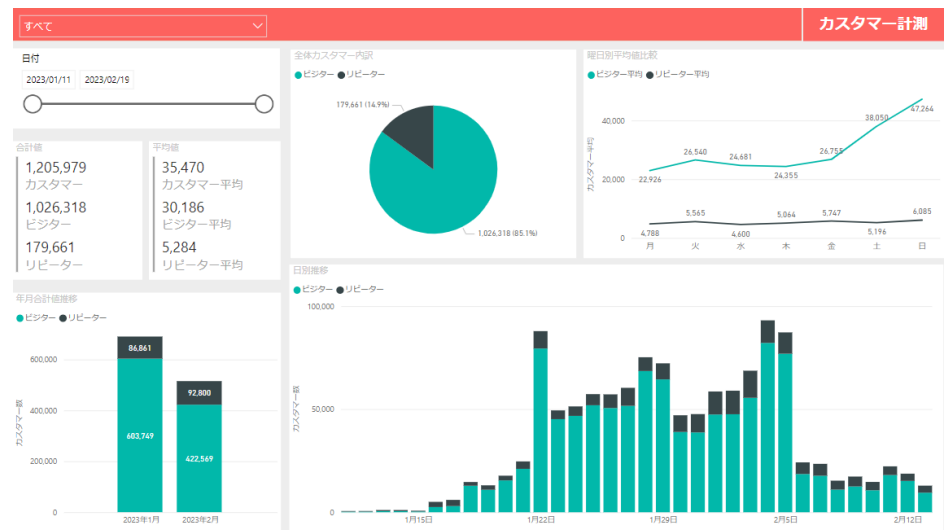 すべて
カスタマー計測
日付
2023/01/11 2023/02/19
合計値
1,205,979
カスタマー
1,026,318
ビジター
179,661
リピーター
平均値
35,470
カスタマー平均
30,186
ビジター平均
5,284
リピーター平均
全体カスタマー内訳
ビジター リピーター
179,661 (14.9%)
1,026,318 (85.1%)
曜日別平均値比較
ビジター平均 リピーター平均
カスタマー平均
40,000
20,000
0
22,926
26,540
24,681
24,355
26,755
38,050
47,264
4,788
5,565
4,600
5,064
5,747
5,196
6,085
月 火 水 木 金 土 日
年月合計値推移
ビジター リピーター
カスタマー数
600,000
400,000
200,000
0
86,861
603,749
92,800
422,569
2023年1月 2023年2月
日別推移
ビジター リピーター
カスタマー数
100,000
50,000
0
1月15日 1月22日 1月29日 2月5日 2月12日